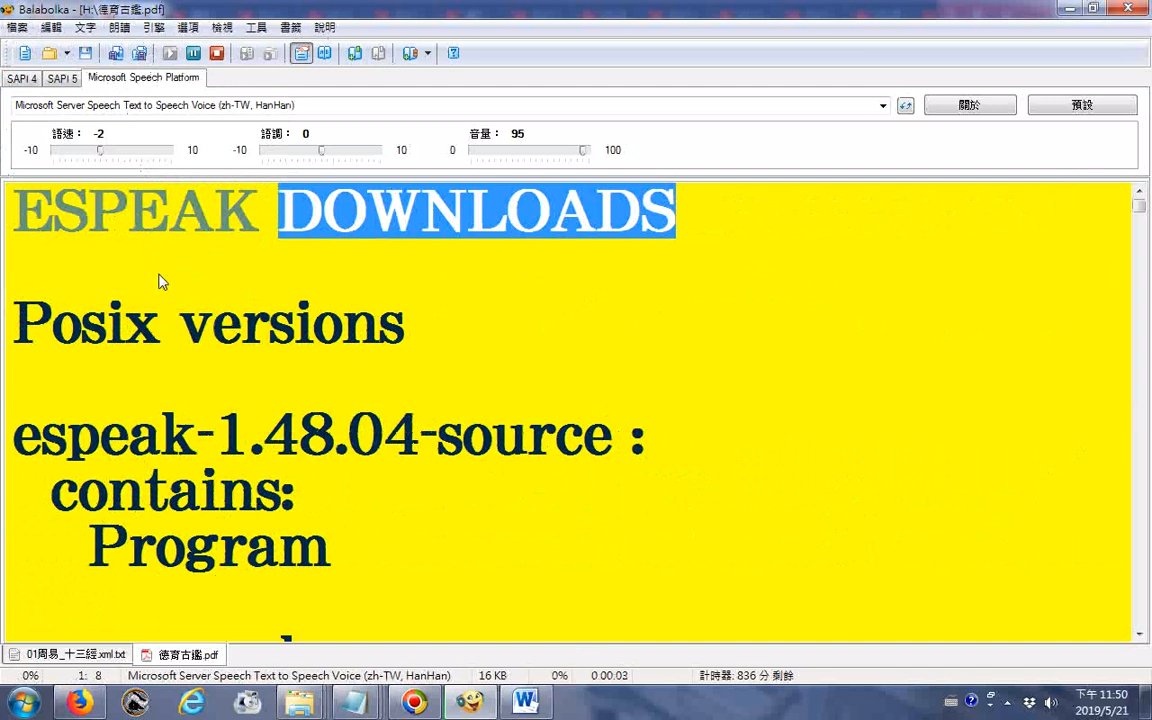 Balabolka - [H:\德育古鑑.pdf]
檔案 編輯 文字 朗讀 引擎 選項 檢視 工具 書籤 說明
SAPI 4 SAPI 5 Microsoft Speech Platform
Microsoft Server Speech Text to Speech Voice (zh-TW, HanHan) 關於 預設
語速: -2 語調: 0 音量: 95
-10 10 -10 10 0 100
ESPEAK DOWNLOADS
Posix versions
espeak-1.48.04-source :
contains:
Program
01周易_十三經.xml.txt 德育古鑑.pdf
0% 1: 8 Microsoft Server Speech Text to Speech Voice (zh-TW, HanHan) 16 KB 0% 0:00:03 計時器: 836 分 剩餘
下午 11:50
2019/5/21